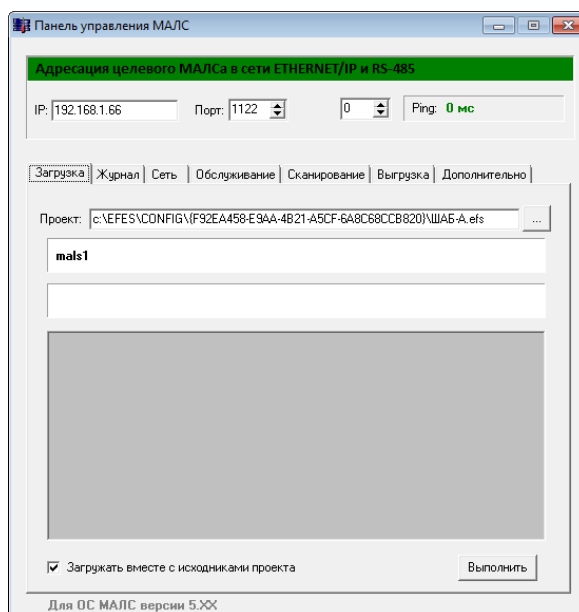 Панель управления МАЛС
Адресация целевого МАЛСа в сети ETHERNET/IP и RS-485
IP: 192.168.1.66 Порт: 1122 0 Ping: 0 мс
Загрузка Журнал Сеть Обслуживание Сканирование Выгрузка Дополнительно
Проект: c:\EFES\CONFIG\{F92EA458-E9AA-4B21-A5CF-6A8C68CCB820}\ШАБ-А.efs ...
mals1
Загружать вместе с исходниками проекта Выполнить
Для ОС МАЛС версии 5.XX